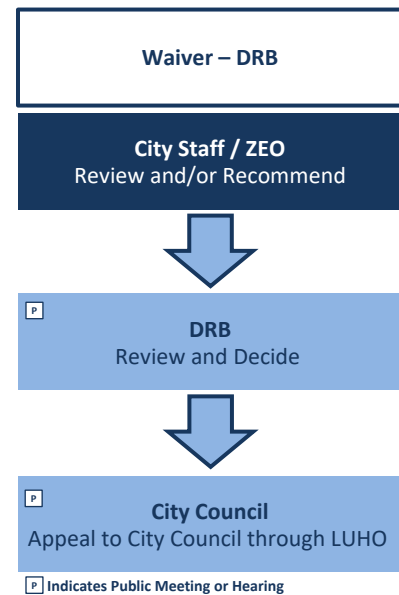 Waiver – DRB
City Staff / ZEO
Review and/or Recommend
P
DRB
Review and Decide
P
City Council
Appeal to City Council through LUHO
P Indicates Public Meeting or Hearing